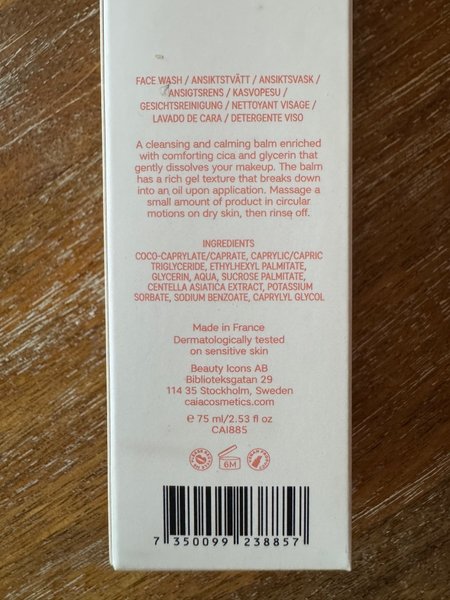 FACE WASH / ANSIKTSTVÄTT / ANSIKTSVASK /
ANSIGTSRENS / KASVOPESU /
GESICHTSREINIGUNG / NETTOYANT VISAGE /
LAVADO DE CARA / DETERGENTE VISO
A cleansing and calming balm enriched
with comforting cica and glycerin that
gently dissolves your makeup. The balm
has a rich gel texture that breaks down
into an oil upon application. Massage a
small amount of product in circular
motions on dry skin, then rinse off.
INGREDIENTS
COCO-CAPRYLATE/CAPRATE, CAPRYLIC/CAPRIC
TRIGLYCERIDE, ETHYLHEXYL PALMITATE,
GLYCERIN, AQUA, SUCROSE PALMITATE,
CENTELLA ASIATICA EXTRACT, POTASSIUM
SORBATE, SODIUM BENZOATE, CAPRYLYL GLYCOL
Made in France
Dermatologically tested
on sensitive skin
Beauty Icons AB
Biblioteksgatan 29
114 35 Stockholm, Sweden
caiacosmetics.com
℮ 75 ml/2.53 fl oz
CAI885
6M
7 350099 238857